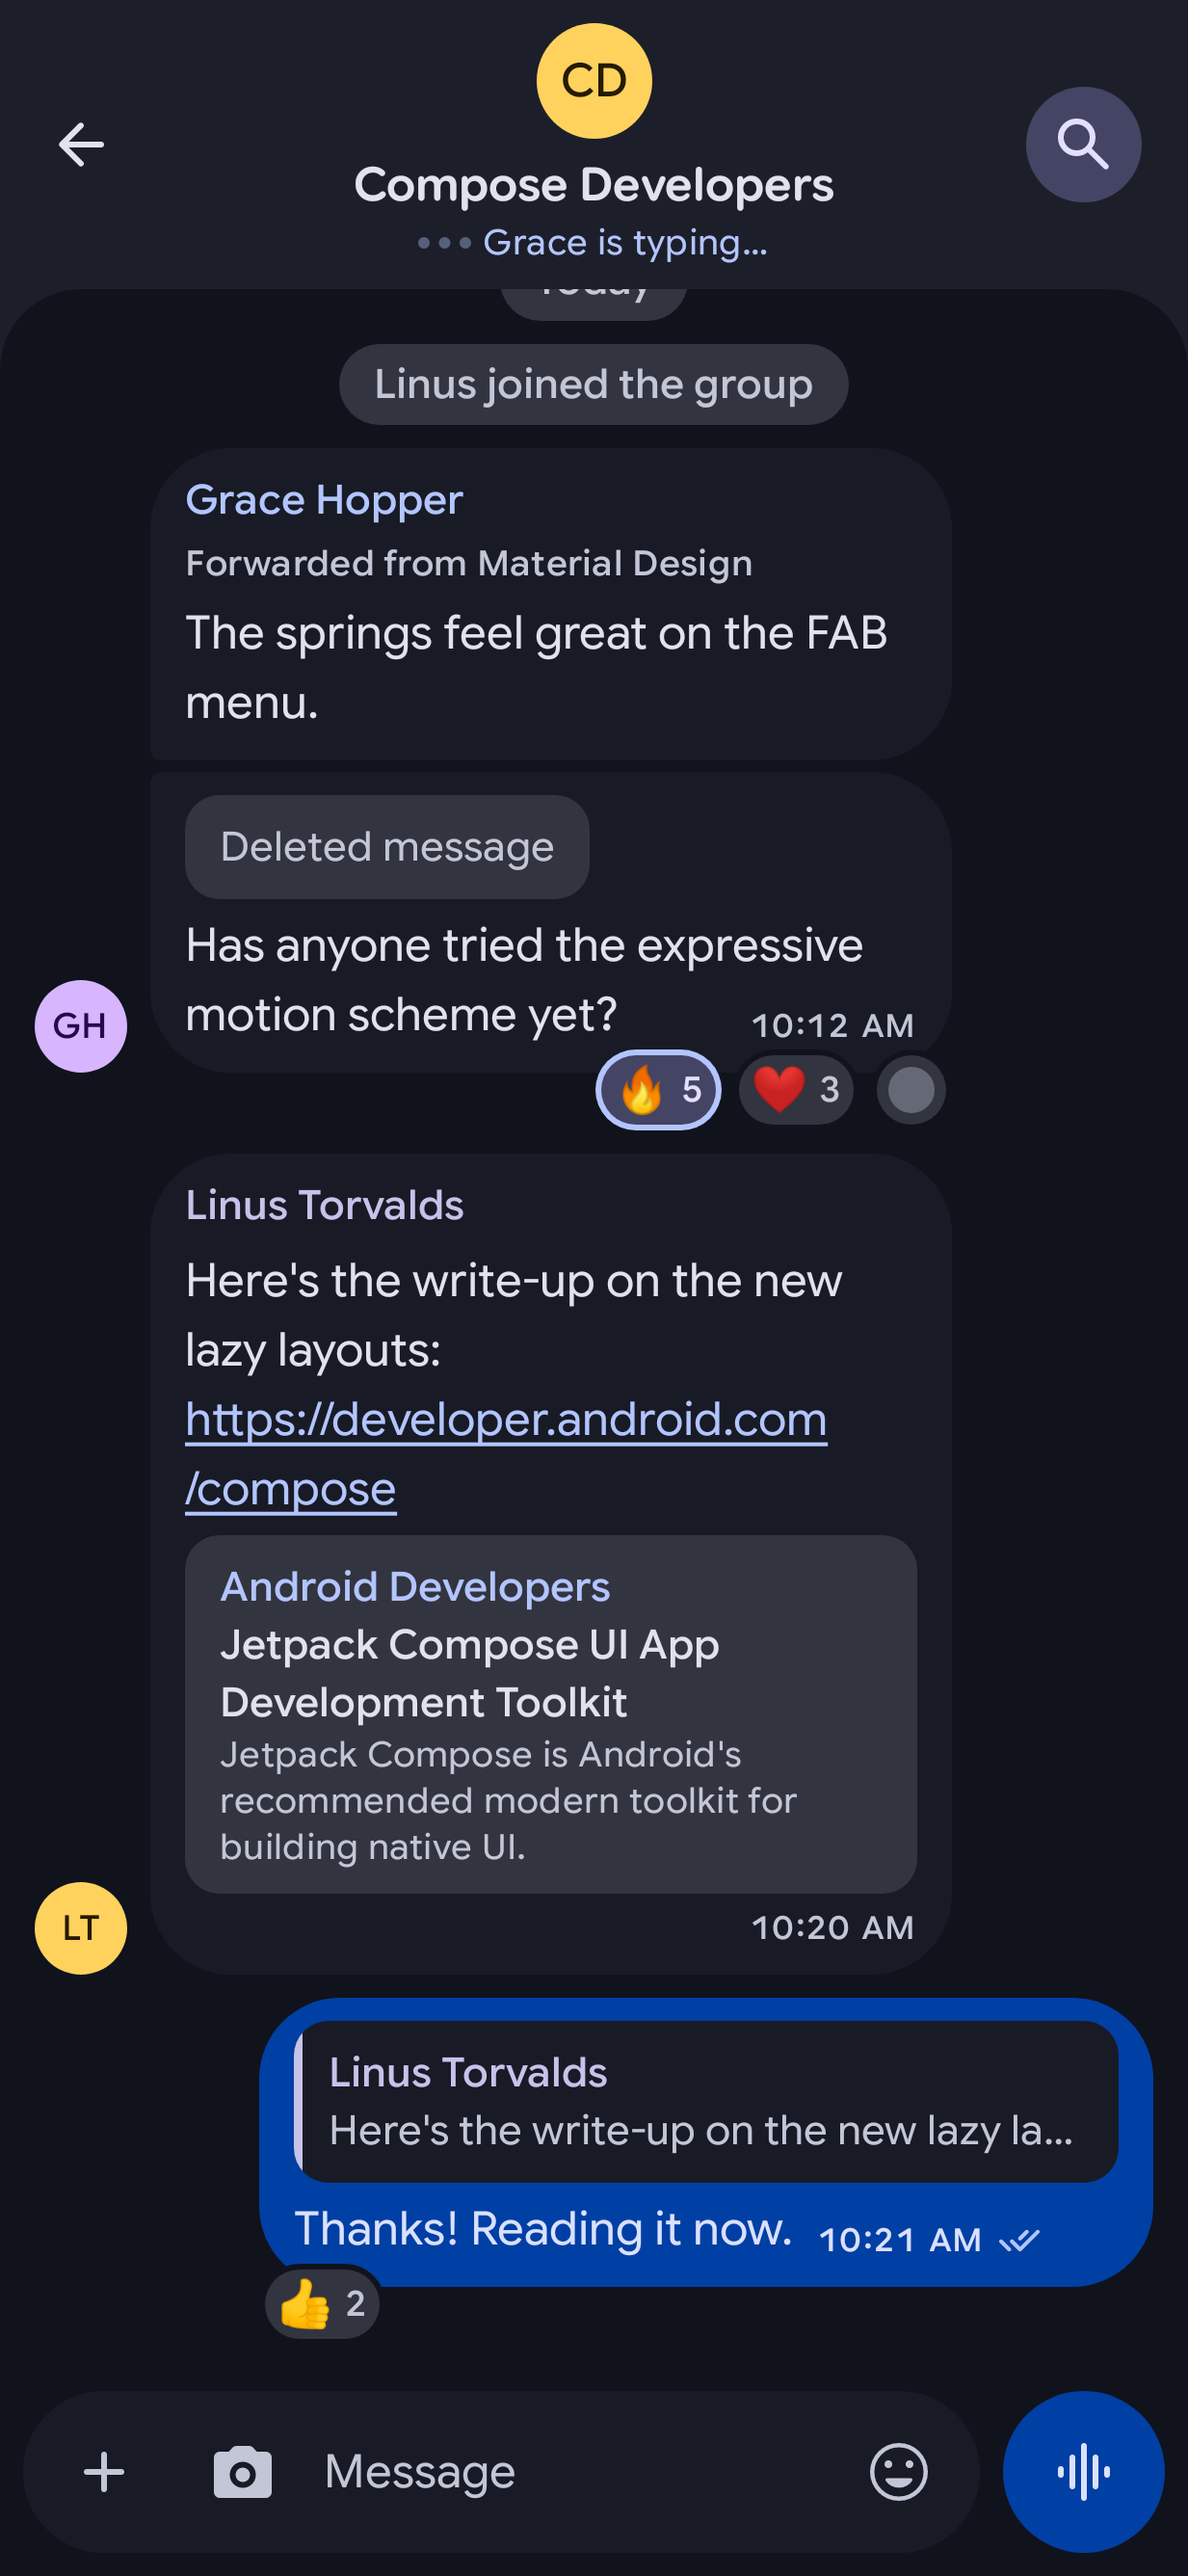 CD
Compose Developers
Grace is typing...
Today
Linus joined the group
Grace Hopper
Forwarded from Material Design
The springs feel great on the FAB
menu.
Deleted message
Has anyone tried the expressive
motion scheme yet?
10:12 AM
GH
🔥 5
❤️ 3
Linus Torvalds
Here's the write-up on the new
lazy layouts:
https://developer.android.com
/compose
Android Developers
Jetpack Compose UI App
Development Toolkit
Jetpack Compose is Android's
recommended modern toolkit for
building native UI.
10:20 AM
LT
Linus Torvalds
Here's the write-up on the new lazy la...
Thanks! Reading it now.
10:21 AM
👍 2
Message